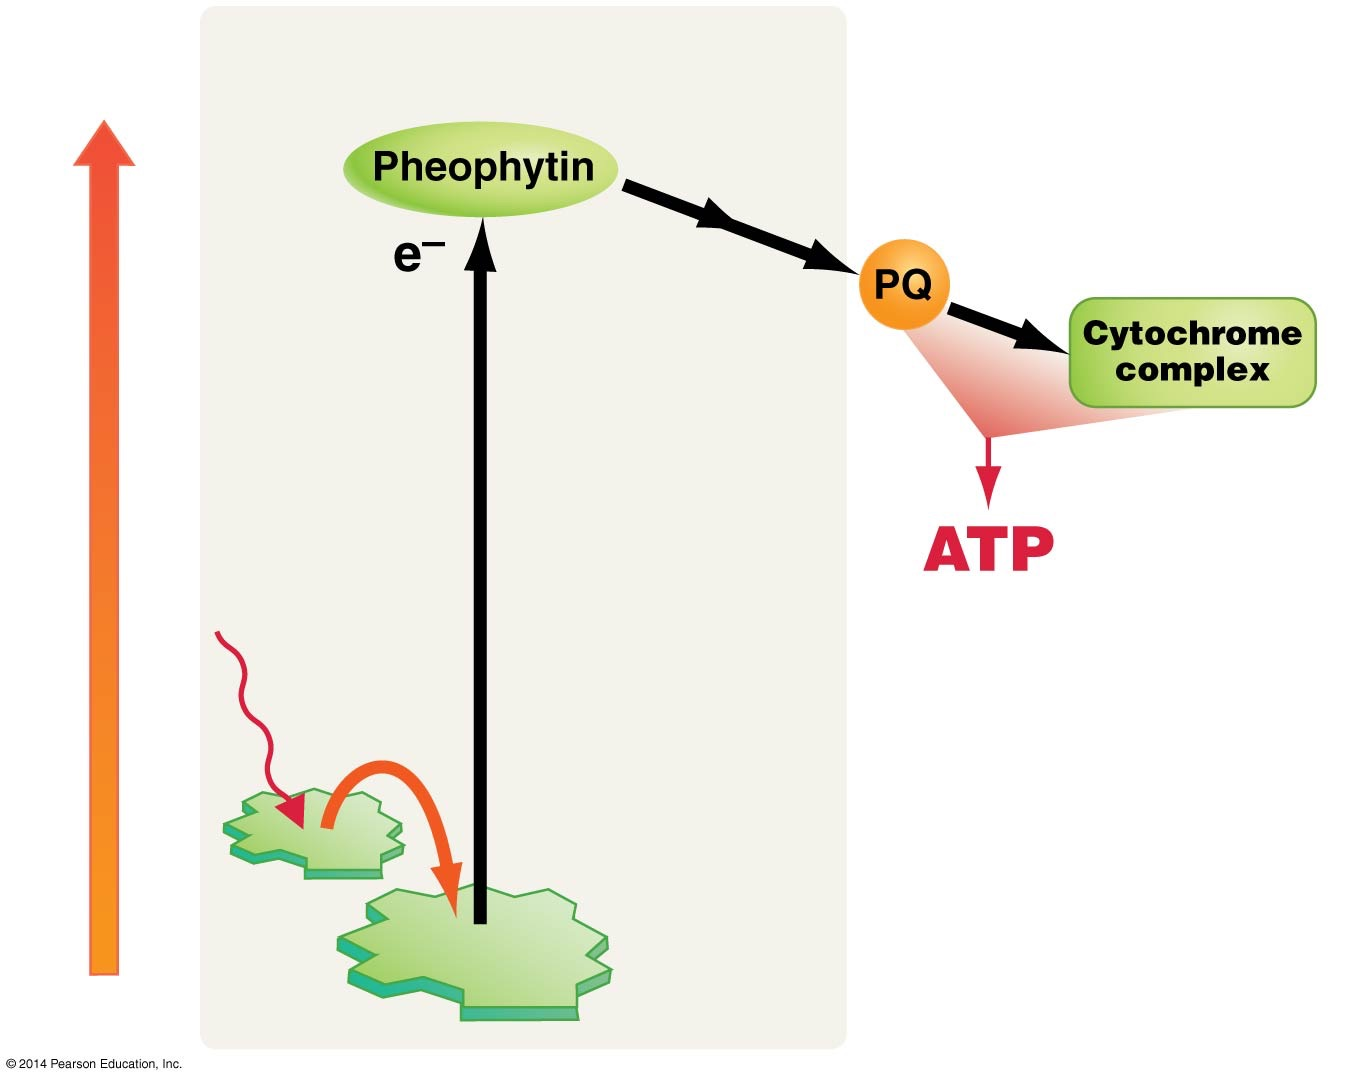 Pheophytin
e–
PQ
Cytochrome
complex
ATP
© 2014 Pearson Education, Inc.